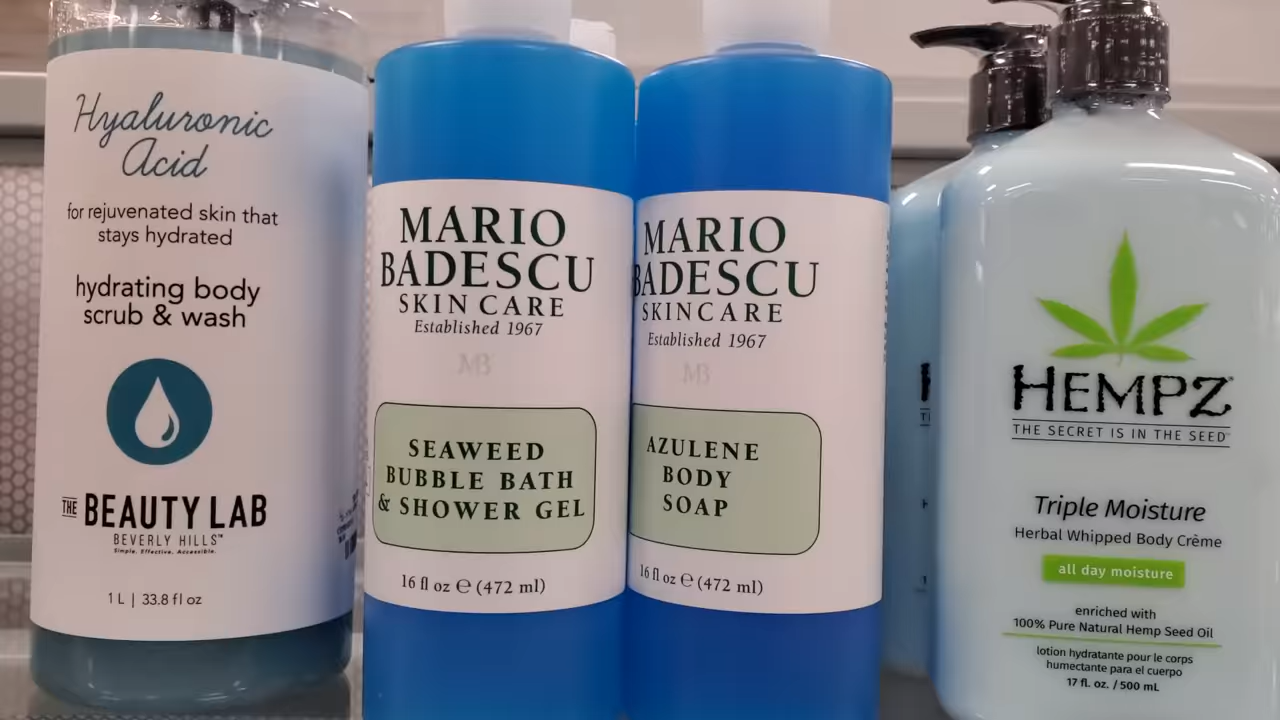 Hyaluronic
Acid
for rejuvenated skin that
stays hydrated
hydrating body
scrub & wash
THE BEAUTY LAB
BEVERLY HILLS™
Simple. Effective. Accessible.
1 L | 33.8 fl oz
MARIO
BADESCU
SKIN CARE
Established 1967
MB
SEAWEED
BUBBLE BATH
& SHOWER GEL
16 fl oz ℮ (472 ml)
MARIO
BADESCU
SKINCARE
Established 1967
MB
AZULENE
BODY
SOAP
16 fl oz ℮ (472 ml)
HEMPZ
THE SECRET IS IN THE SEED
Triple Moisture
Herbal Whipped Body Crème
all day moisture
enriched with
100% Pure Natural Hemp Seed Oil
lotion hydratante pour le corps
humectante para el cuerpo
17 fl. oz. / 500 mL